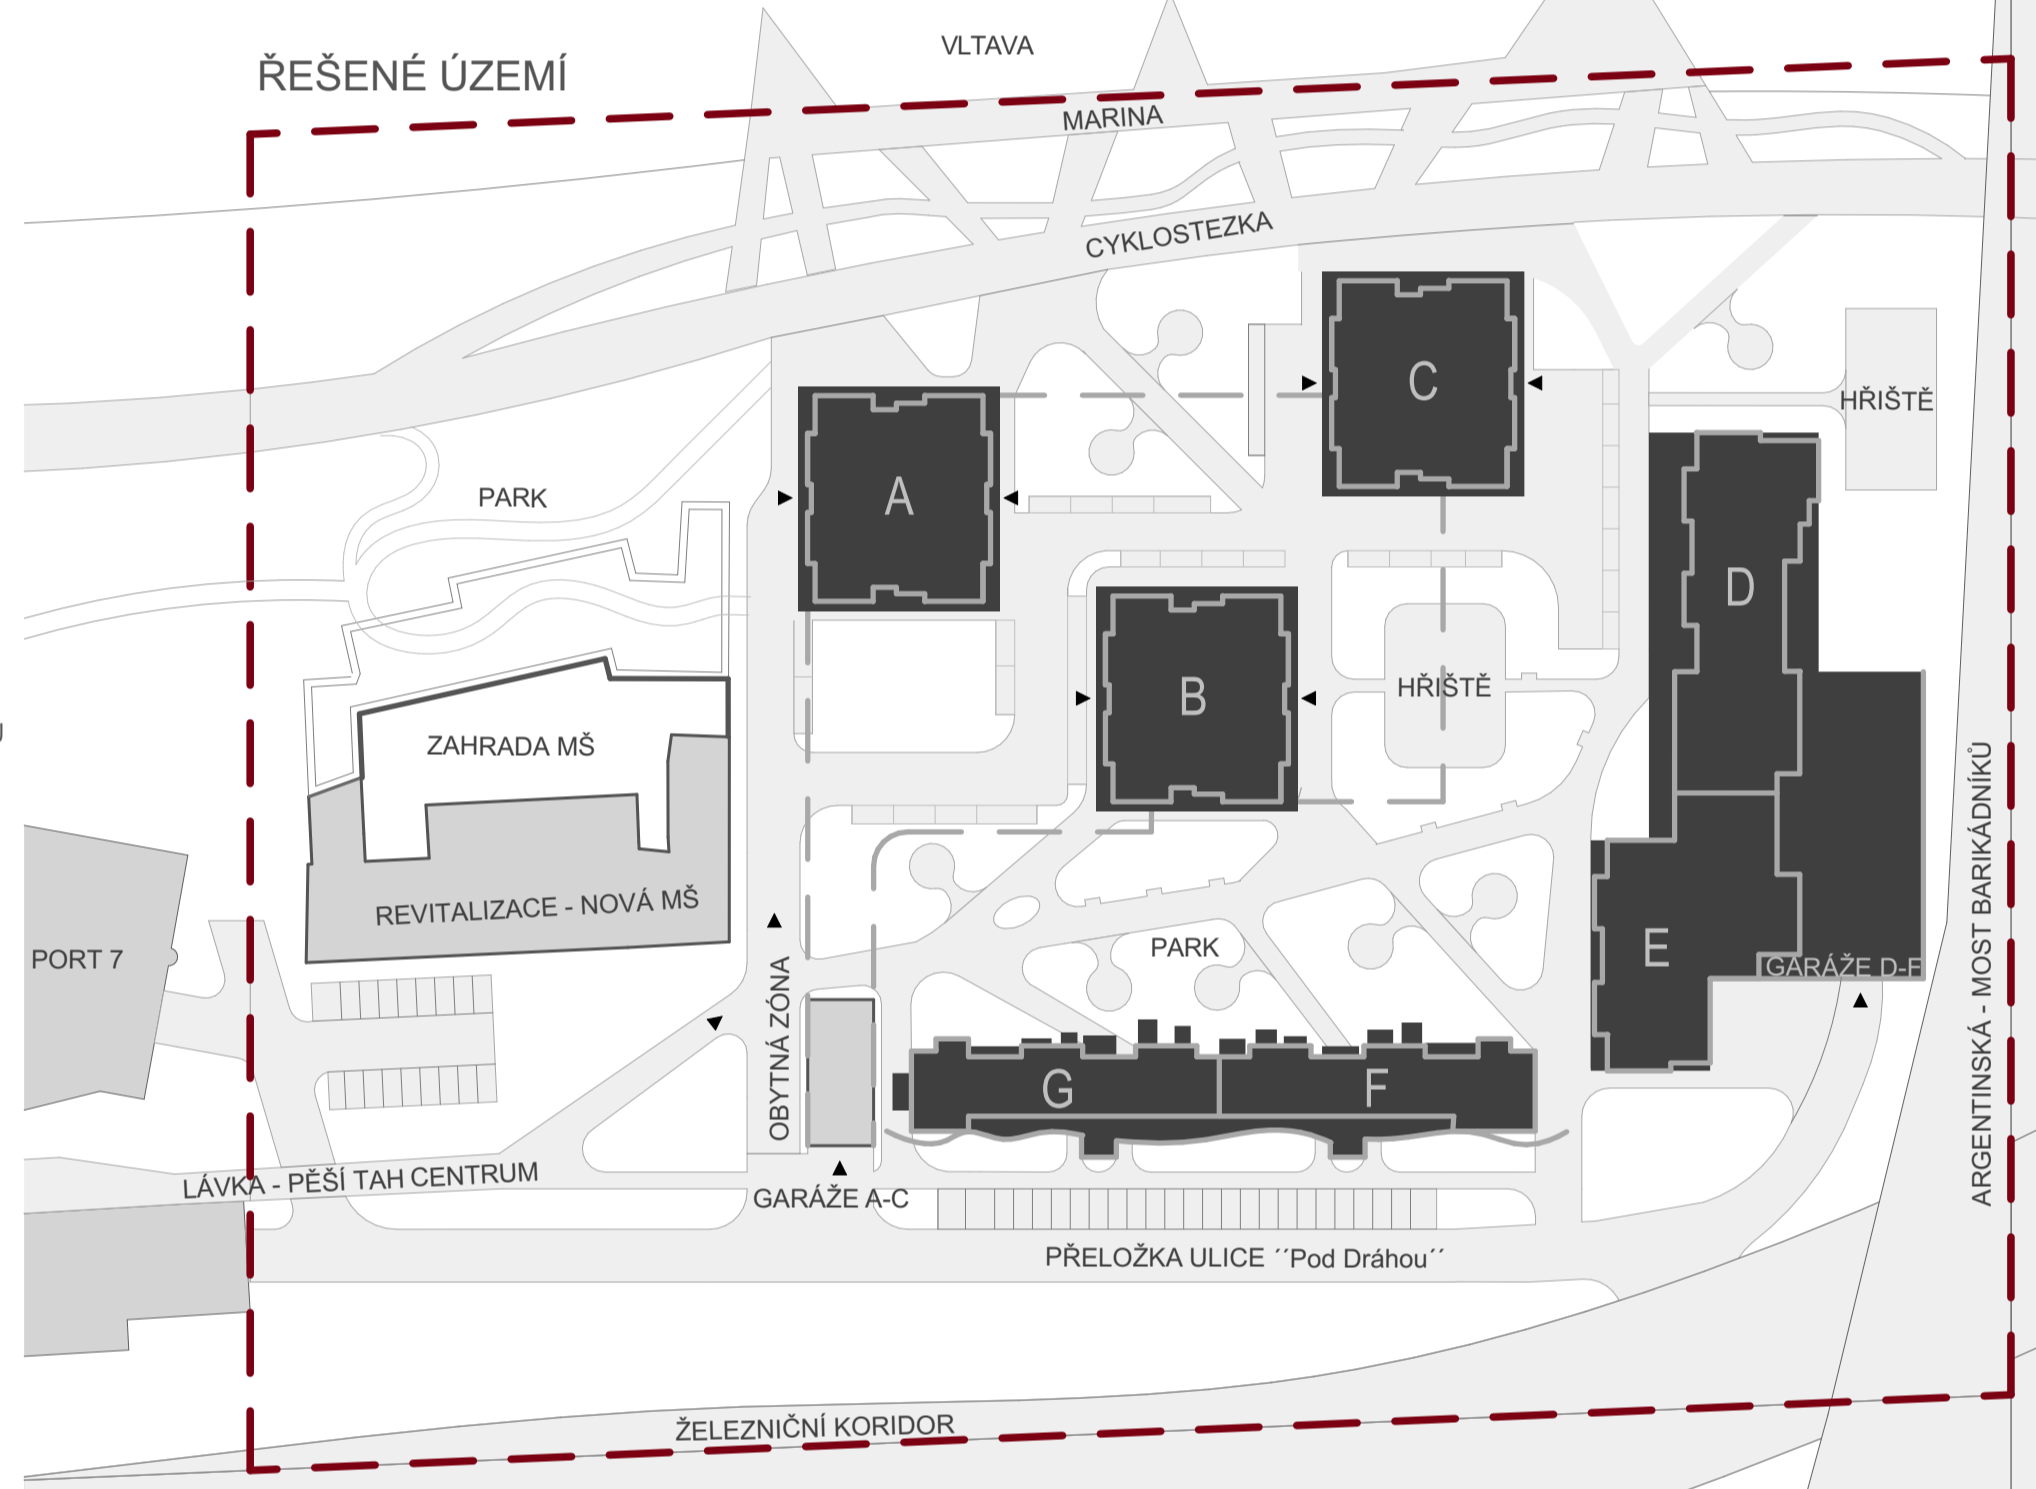 VLTAVA
ŘEŠENÉ ÚZEMÍ
MARINA
CYKLOSTEZKA
C
HŘIŠTĚ
A
PARK
D
HŘIŠTĚ
B
ZAHRADA MŠ
REVITALIZACE - NOVÁ MŠ
PORT 7
PARK
E
GARÁŽE D-F
ARGENTINSKÁ - MOST BARIKÁDNÍKŮ
OBYTNÁ ZÓNA
G
F
LÁVKA - PĚŠÍ TAH CENTRUM
GARÁŽE A-C
PŘELOŽKA ULICE ´´Pod Dráhou´´
ŽELEZNIČNÍ KORIDOR